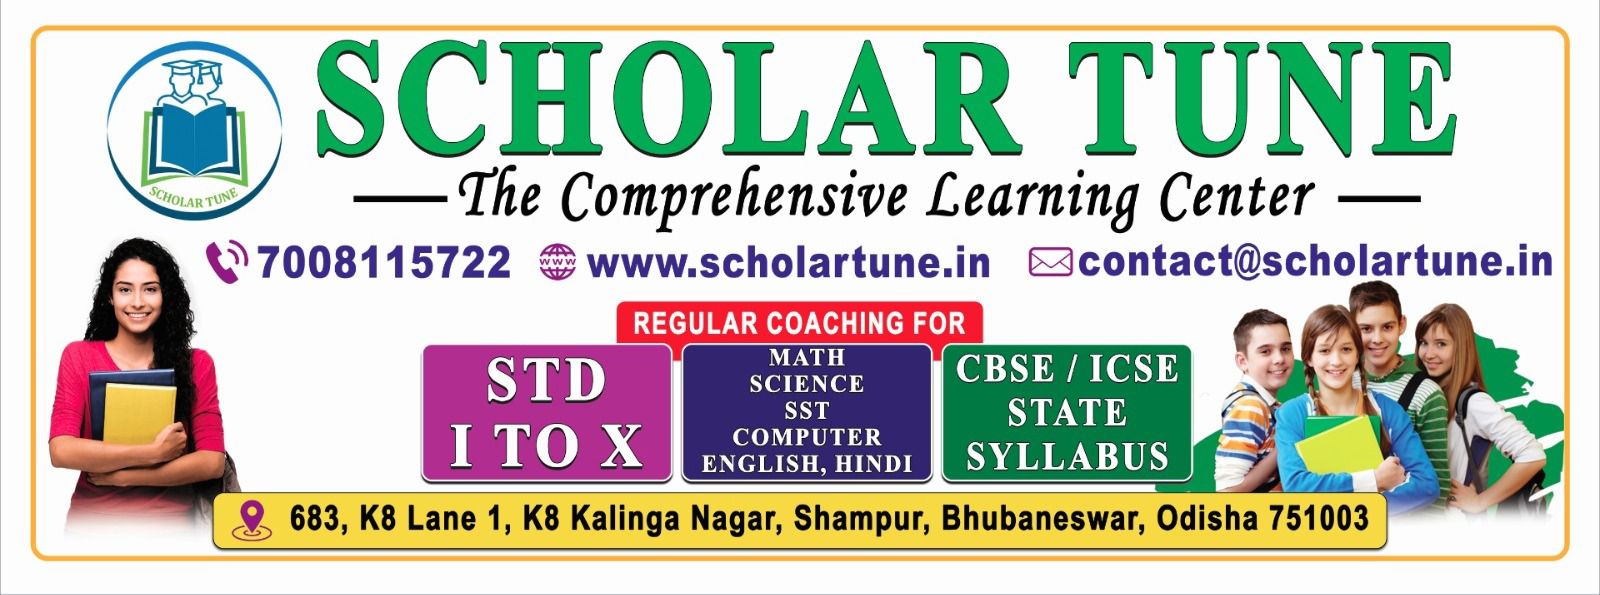 SCHOLAR TUNE
SCHOLAR TUNE
The Comprehensive Learning Center
7008115722 www www.scholartune.in contact@scholartune.in
REGULAR COACHING FOR
STD
I TO X
MATH
SCIENCE
SST
COMPUTER
ENGLISH, HINDI
CBSE / ICSE
STATE
SYLLABUS
683, K8 Lane 1, K8 Kalinga Nagar, Shampur, Bhubaneswar, Odisha 751003